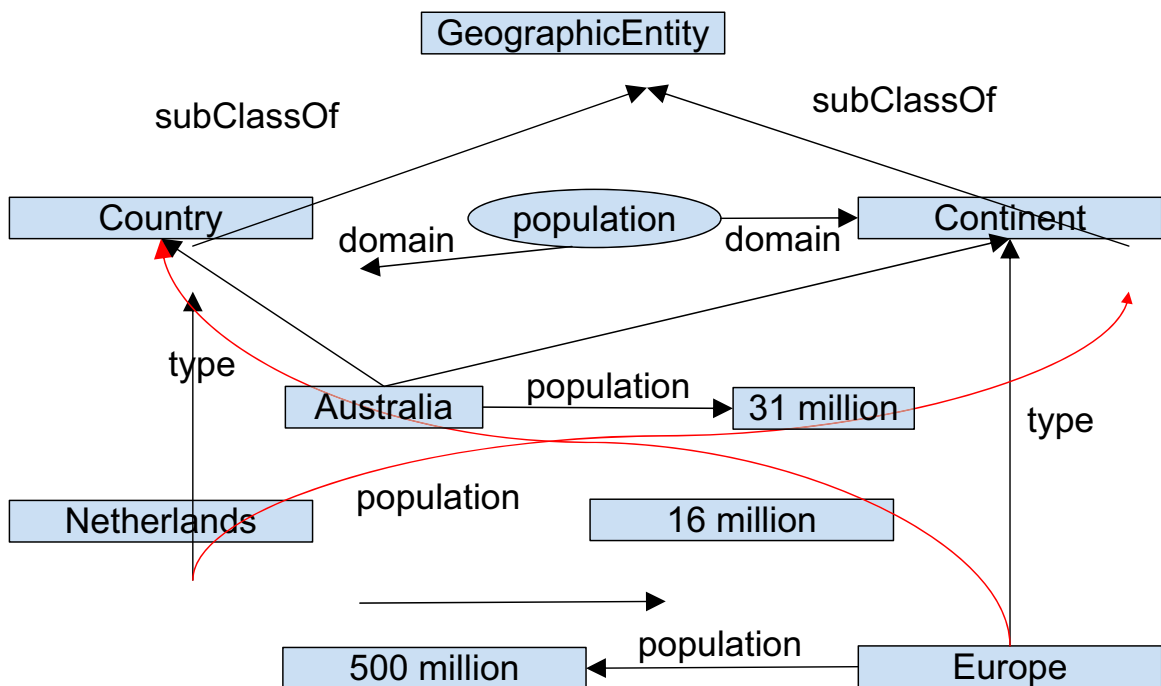 GeographicEntity
subClassOf
subClassOf
Country
population
Continent
domain
domain
type
Australia
population
31 million
type
Netherlands
population
16 million
500 million
population
Europe